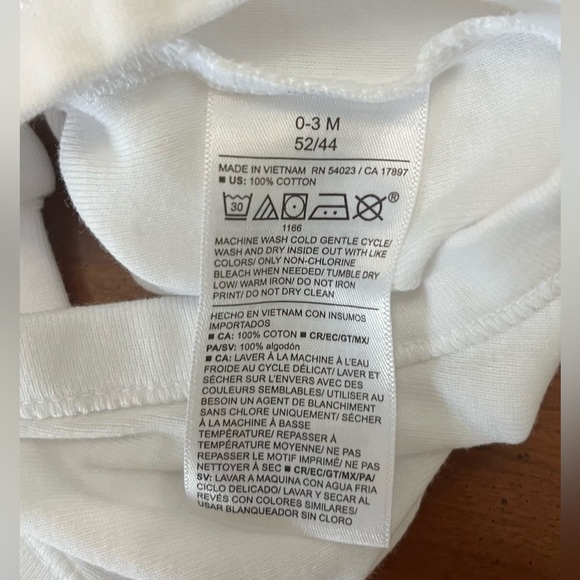 0-3 M
52/44
MADE IN VIETNAM RN 54023 / CA 17897
■ US: 100% COTTON
30 ®
1166
MACHINE WASH COLD GENTLE CYCLE/
WASH AND DRY INSIDE OUT WITH LIKE
COLORS/ ONLY NON-CHLORINE
BLEACH WHEN NEEDED/ TUMBLE DRY
LOW/ WARM IRON/ DO NOT IRON
PRINT/ DO NOT DRY CLEAN
HECHO EN VIETNAM CON INSUMOS
IMPORTADOS
■ CA: 100% COTON ■ CR/EC/GT/MX/
PA/SV: 100% algodón
■ CA: LAVER À LA MACHINE À L'EAU
FROIDE AU CYCLE DÉLICAT/ LAVER ET
SÉCHER SUR L'ENVERS AVEC DES
COULEURS SEMBLABLES/ UTILISER AU
BESOIN UN AGENT DE BLANCHIMENT
SANS CHLORE UNIQUEMENT/ SÉCHER
À LA MACHINE À BASSE
TEMPÉRATURE/ REPASSER À
TEMPÉRATURE MOYENNE/ NE PAS
REPASSER LE MOTIF IMPRIMÉ/ NE PAS
NETTOYER À SEC ■ CR/EC/GT/MX/PA/
SV: LAVAR A MAQUINA CON AGUA FRIA
CICLO DELICADO/ LAVAR Y SECAR AL
REVÉS CON COLORES SIMILARES/
USAR BLANQUEADOR SIN CLORO